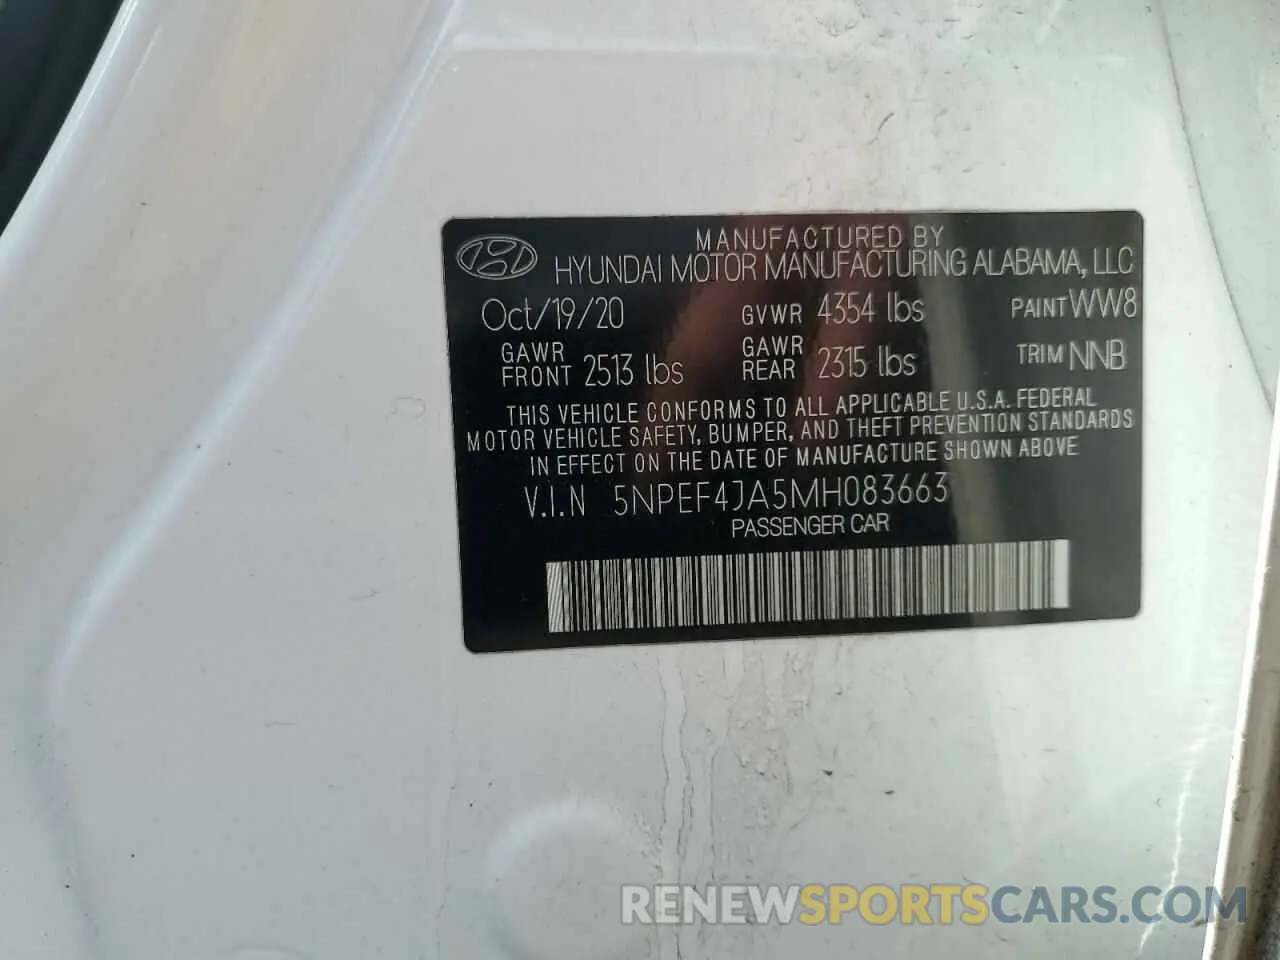 MANUFACTURED BY
HYUNDAI MOTOR MANUFACTURING ALABAMA, LLC
Oct/19/20 GVWR 4354 lbs PAINT WW8
GAWR FRONT 2513 lbs GAWR REAR 2315 lbs TRIM NNB
THIS VEHICLE CONFORMS TO ALL APPLICABLE U.S.A. FEDERAL
MOTOR VEHICLE SAFETY, BUMPER, AND THEFT PREVENTION STANDARDS
IN EFFECT ON THE DATE OF MANUFACTURE SHOWN ABOVE
V.I.N 5NPEF4JA5MH083663
PASSENGER CAR
RENEWSPORTSCARS.COM